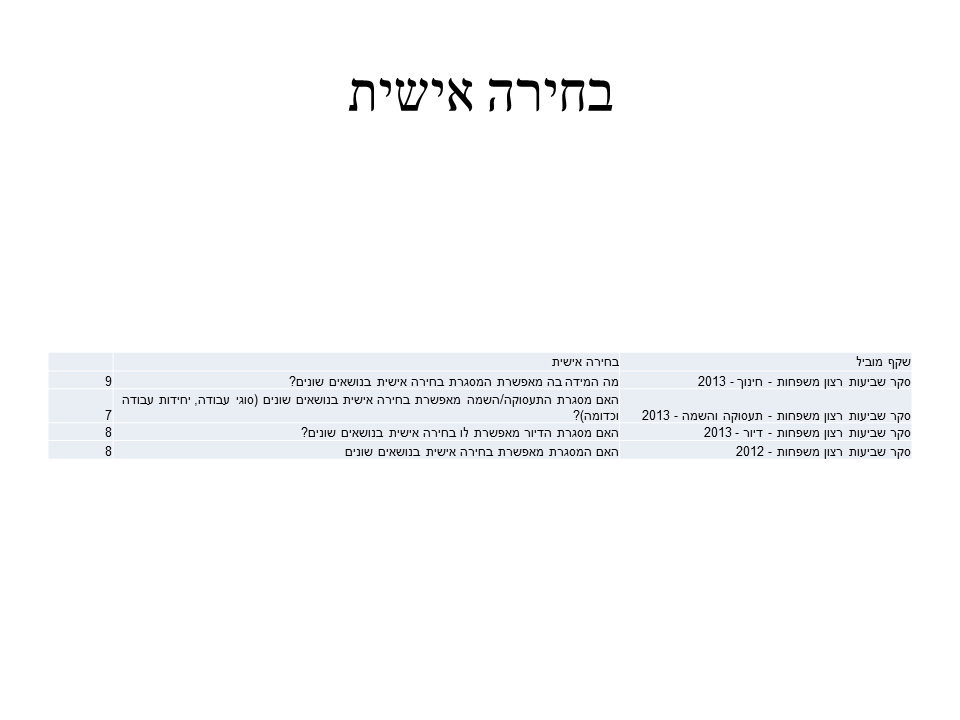 בחירה אישית
שקף מוביל בחירה אישית
סקר שביעות רצון משפחות - חינוך - 2013 מה המידה בה מאפשרת המסגרת בחירה אישית בנושאים שונים? 9
האם מסגרת התעסוקה/השמה מאפשרת בחירה אישית בנושאים שונים (סוגי עבודה, יחידות עבודה
סקר שביעות רצון משפחות - תעסוקה והשמה - 2013 וכדומה)? 7
סקר שביעות רצון משפחות - דיור - 2013 האם מסגרת הדיור מאפשרת לו בחירה אישית בנושאים שונים? 8
סקר שביעות רצון משפחות - 2012 האם המסגרת מאפשרת בחירה אישית בנושאים שונים 8